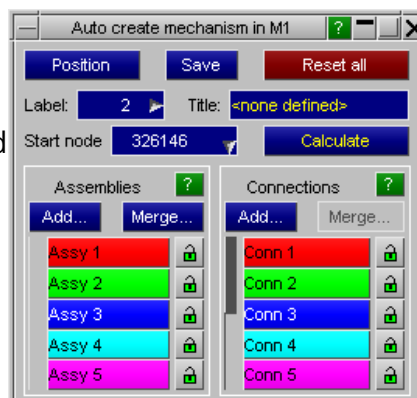 Auto create mechanism in M1 ?
Position Save Reset all
Label: 2 Title: <none defined>
d Start node 326146 Calculate
Assemblies ? Connections ?
Add... Merge... Add... Merge...
Assy 1 Conn 1
Assy 2 Conn 2
Assy 3 Conn 3
Assy 4 Conn 4
Assy 5 Conn 5